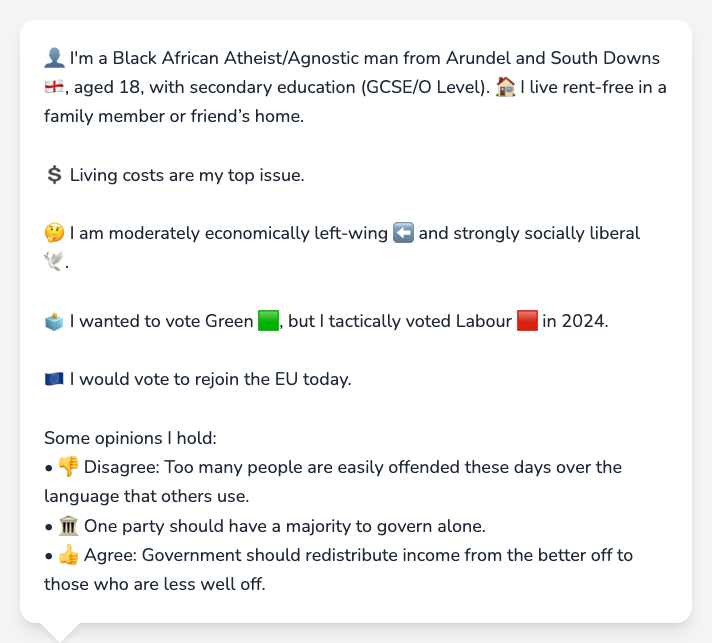 👤 I'm a Black African Atheist/Agnostic man from Arundel and South Downs
🏴󠁧󠁢󠁥󠁮󠁧󠁿, aged 18, with secondary education (GCSE/O Level). 🏠 I live rent-free in a
family member or friend’s home.
💲 Living costs are my top issue.
🤔 I am moderately economically left-wing ⬅️ and strongly socially liberal
🕊️.
🗳️ I wanted to vote Green 🟩, but I tactically voted Labour 🟥 in 2024.
🇪🇺 I would vote to rejoin the EU today.
Some opinions I hold:
• 👎 Disagree: Too many people are easily offended these days over the
language that others use.
• 🏛️ One party should have a majority to govern alone.
• 👍 Agree: Government should redistribute income from the better off to
those who are less well off.